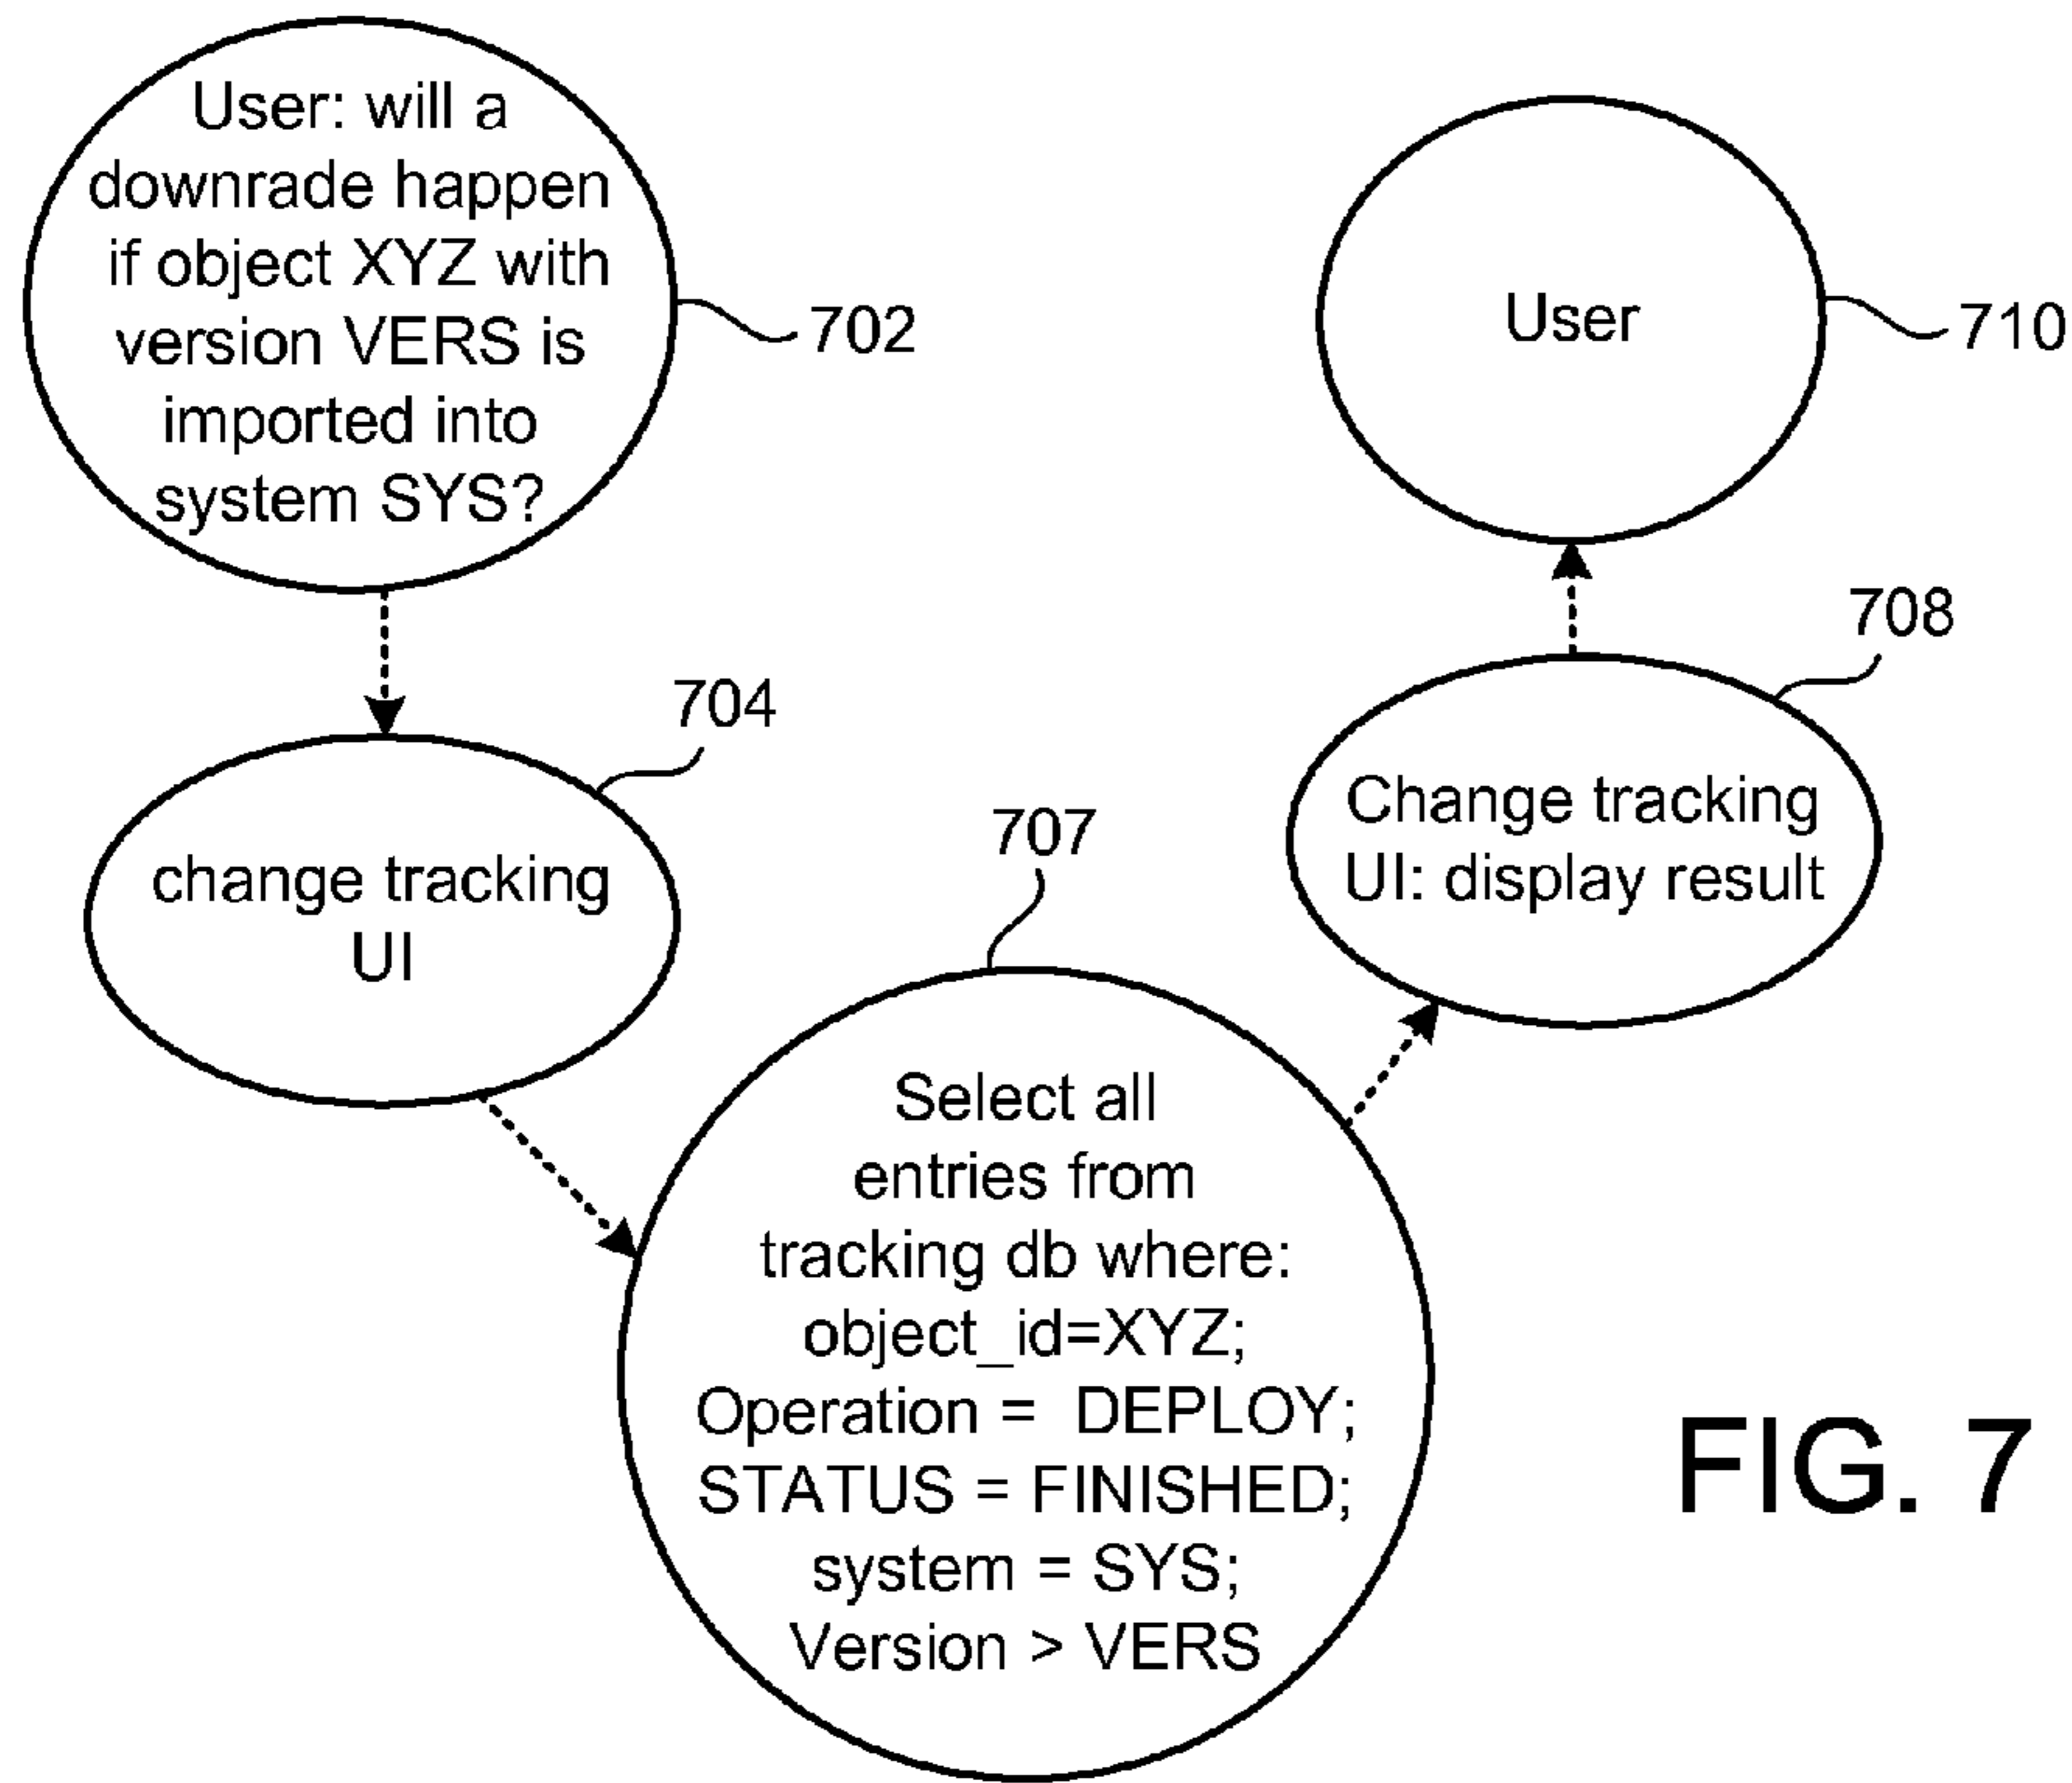 User: will a
downrade happen
if object XYZ with
version VERS is
imported into
system SYS?
702
change tracking
UI
704
Select all
entries from
tracking db where:
object_id=XYZ;
Operation = DEPLOY;
STATUS = FINISHED;
system = SYS;
Version > VERS
707
Change tracking
UI: display result
708
User
710
FIG. 7